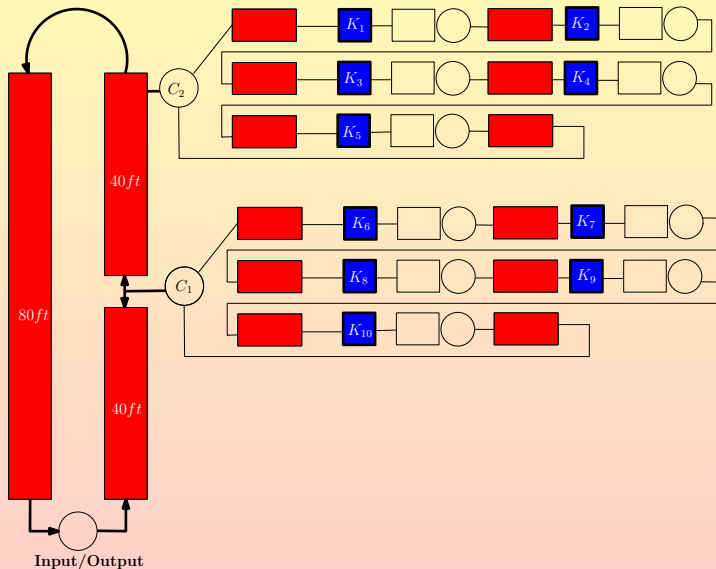 K₁
K₂
C₂
K₃
K₄
K₅
40ft
K₆
K₇
C₁
K₈
K₉
80ft
K₁₀
40ft
Input/Output